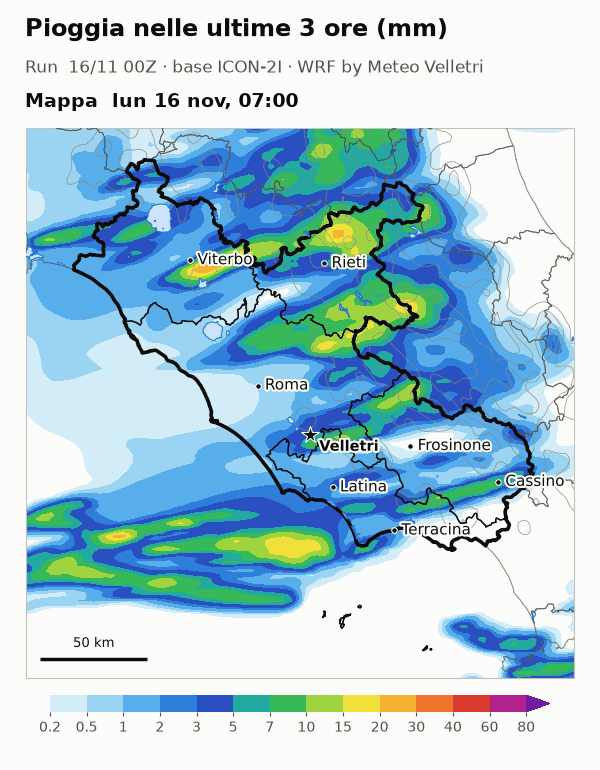 Pioggia nelle ultime 3 ore (mm)
Run  16/11 00Z · base ICON-2I · WRF by Meteo Velletri
Mappa  lun 16 nov, 07:00
Viterbo
Rieti
Roma
Velletri
Frosinone
Latina
Cassino
Terracina
50 km
0.2 0.5 1 2 3 5 7 10 15 20 30 40 60 80